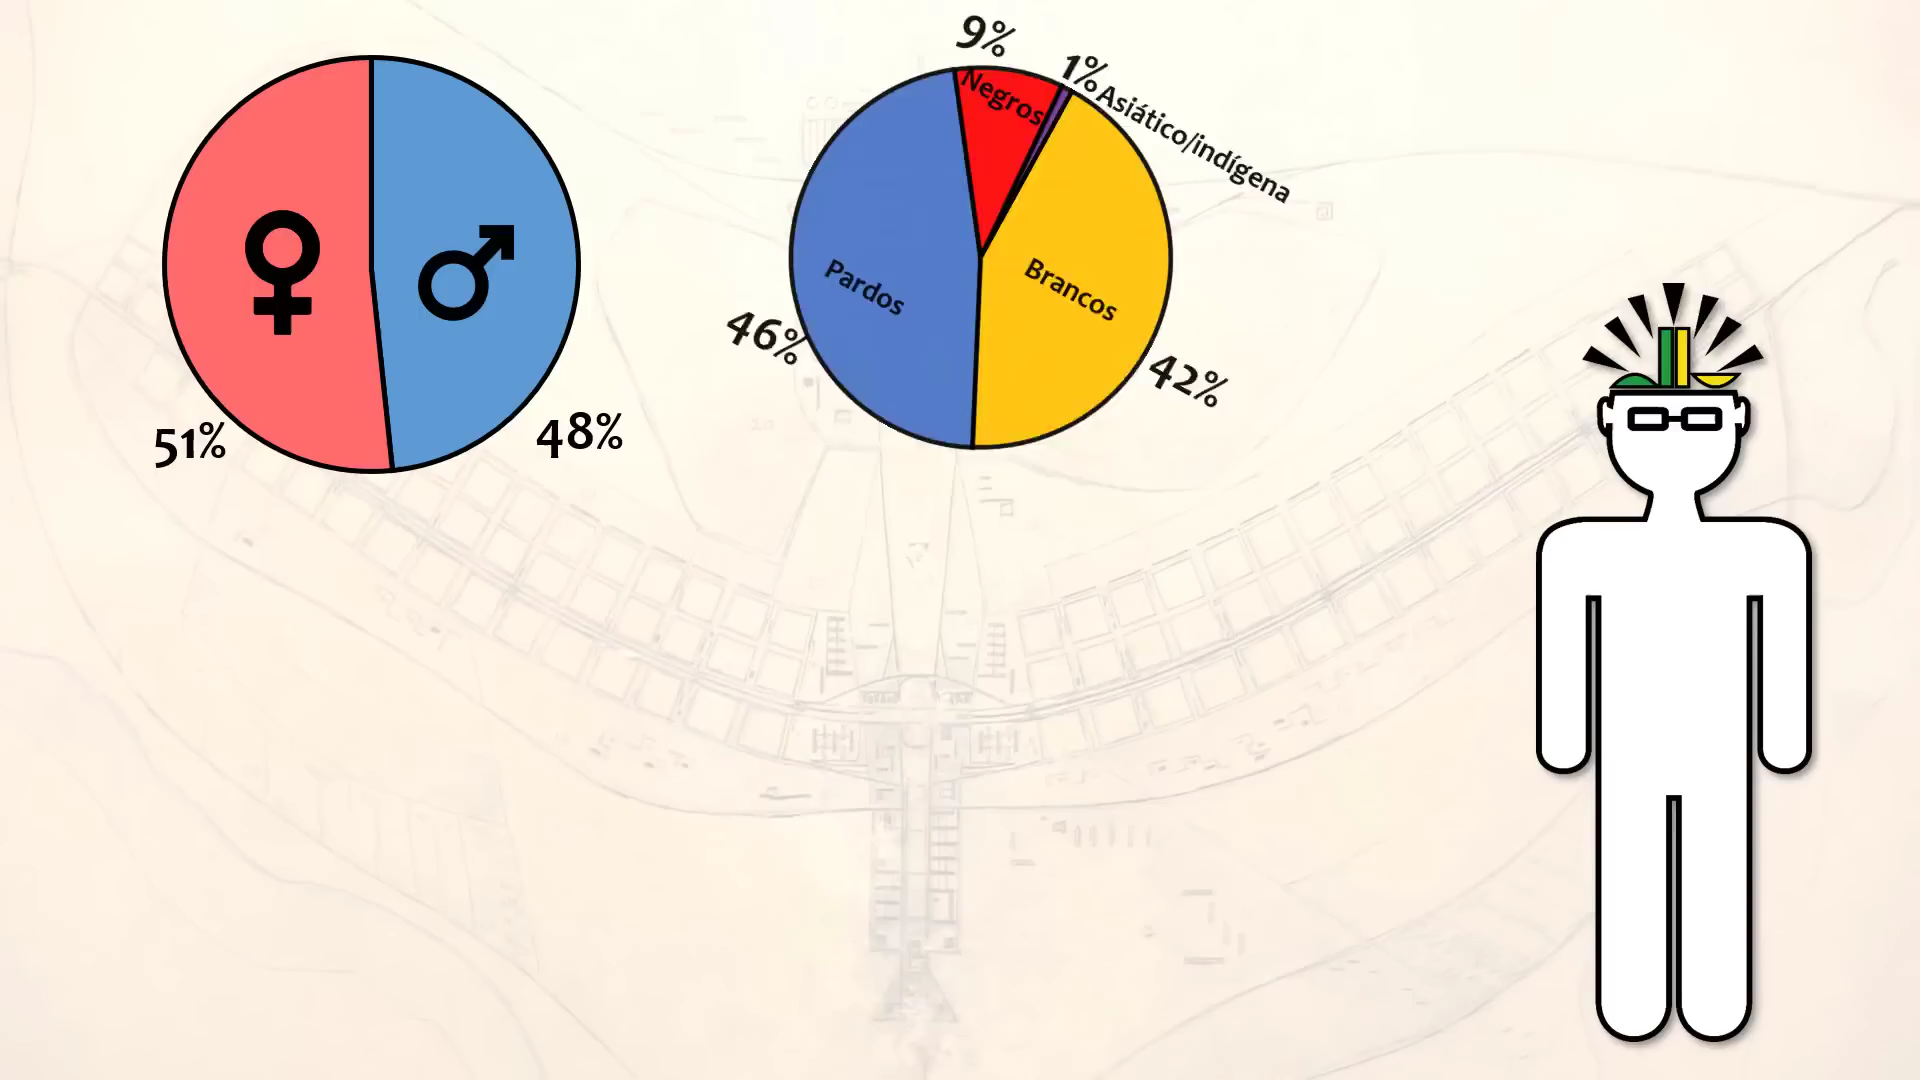 51%
48%
9%
Negros
1%
Asiático/indígena
Pardos
46%
Brancos
42%